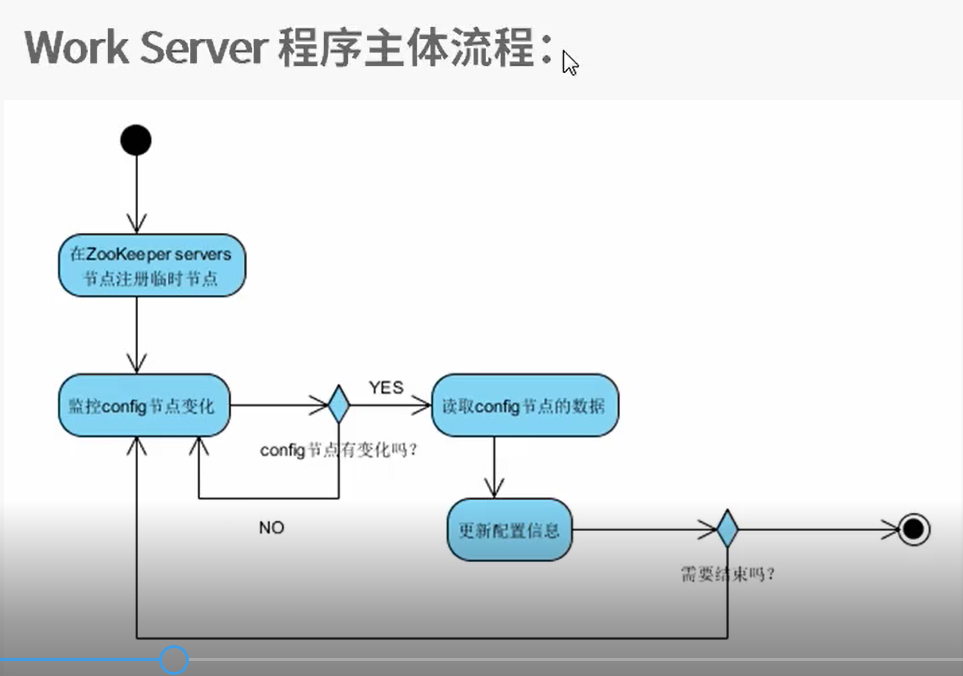 Work Server 程序主体流程：
在ZooKeeper servers
节点注册临时节点
监控config节点变化
YES
读取config节点的数据
config节点有变化吗?
NO
更新配置信息
需要结束吗?